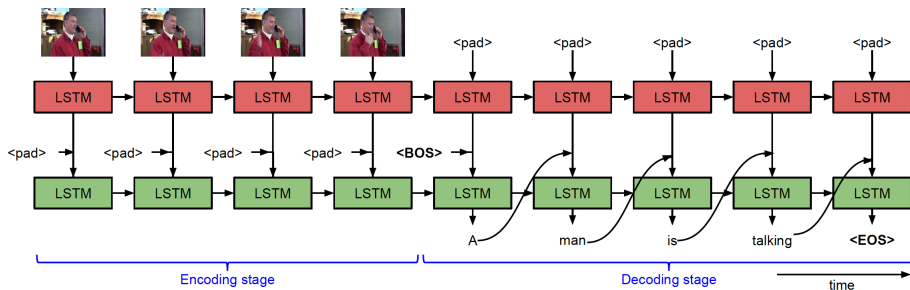 <pad> <pad> <pad> <pad> <pad>
LSTM LSTM LSTM LSTM LSTM LSTM LSTM LSTM LSTM
<pad> <pad> <pad> <pad> <BOS>
LSTM LSTM LSTM LSTM LSTM LSTM LSTM LSTM LSTM
A man is talking <EOS>
Encoding stage Decoding stage
time